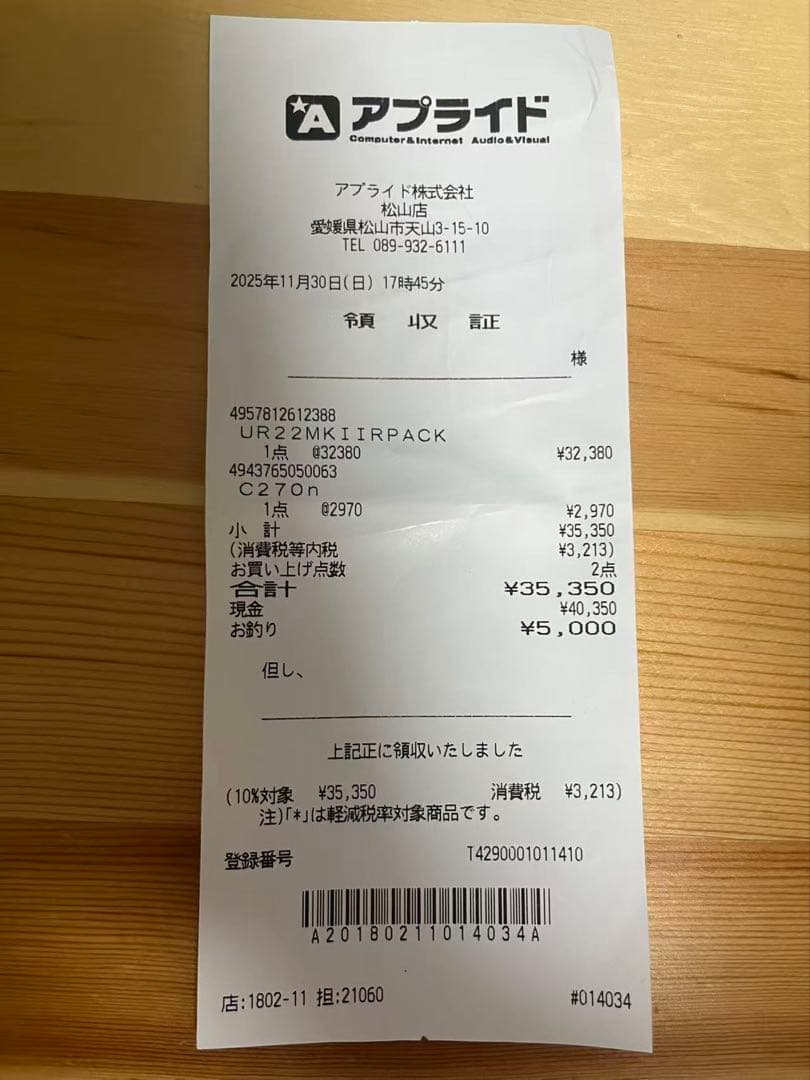 ★A アプライド
Computer&Internet Audio&Visual
アプライド株式会社
松山店
愛媛県松山市天山3-15-10
TEL 089-932-6111
2025年11月30日(日) 17時45分
領 収 証
様
4957812612388
UR22MKIIRPACK
1点 @32380 ¥32,380
4943765050063
C270n
1点 @2970 ¥2,970
小 計 ¥35,350
(消費税等内税 ¥3,213)
お買い上げ点数 2点
合計 ¥35,350
現金 ¥40,350
お釣り ¥5,000
但し、
上記正に領収いたしました
(10%対象 ¥35,350 消費税 ¥3,213)
注)「*」は軽減税率対象商品です。
登録番号 T4290001011410
A20180211014034A
店:1802-11 担:21060 #014034